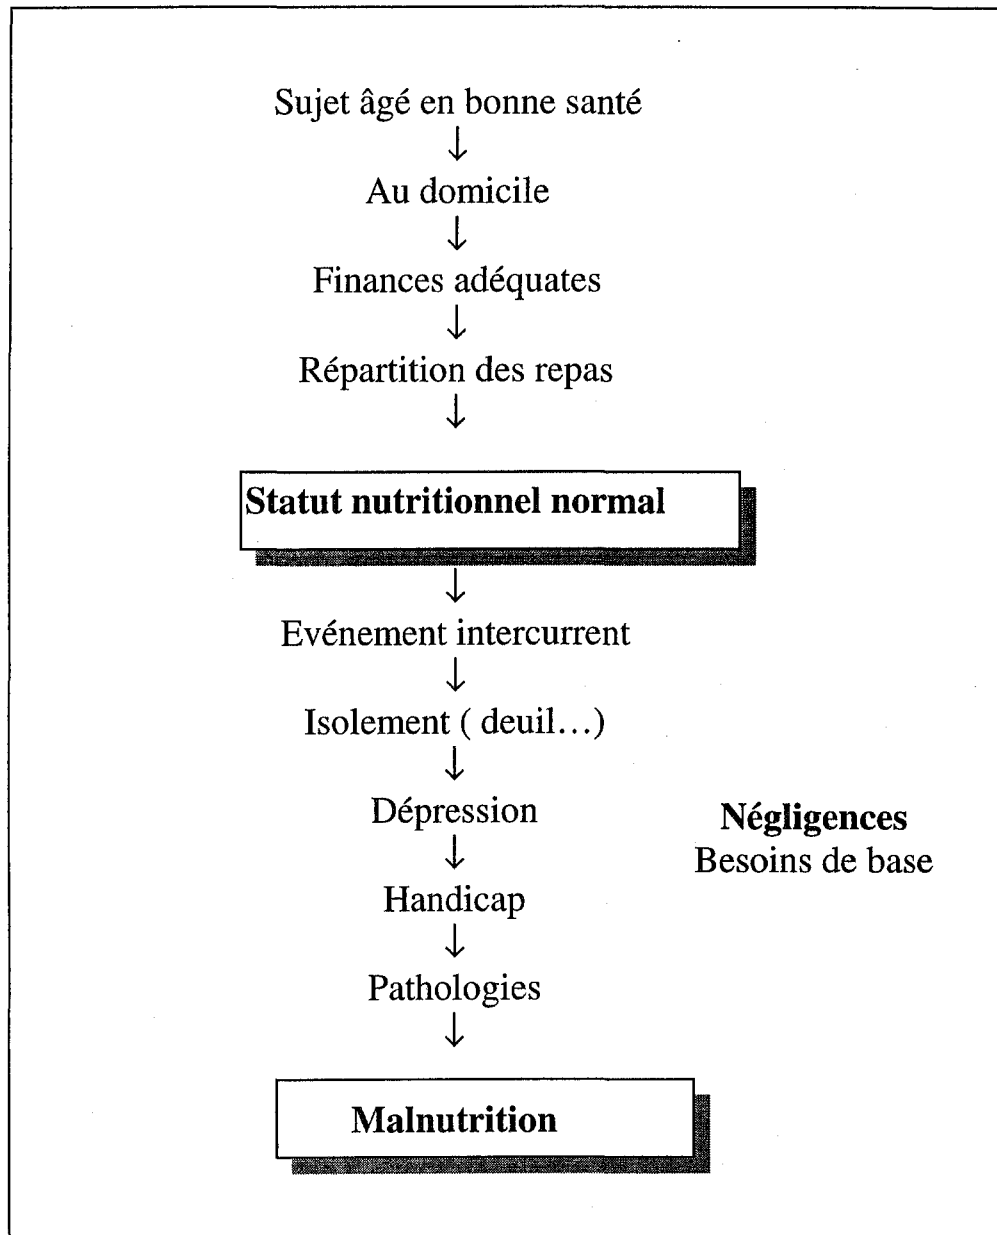 Sujet âgé en bonne santé
↓
Au domicile
↓
Finances adéquates
↓
Répartition des repas
↓
Statut nutritionnel normal
↓
Evénement intercurrent
↓
Isolement ( deuil…)
↓
Dépression
↓
Handicap
↓
Pathologies
↓
Malnutrition
Négligences
Besoins de base